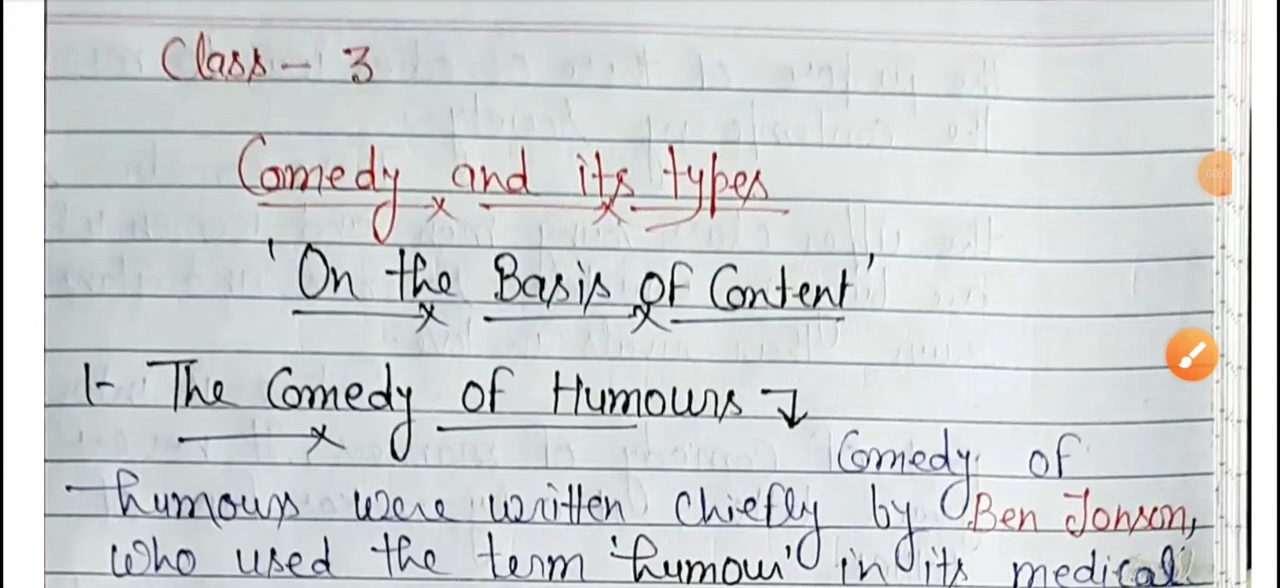 Class - 3
Comedy and its types
'On the Basis of Content'
1- The Comedy of Humours ↴
Comedy of
humours were written chiefly by Ben Jonson,
who used the term 'humour' in its medical